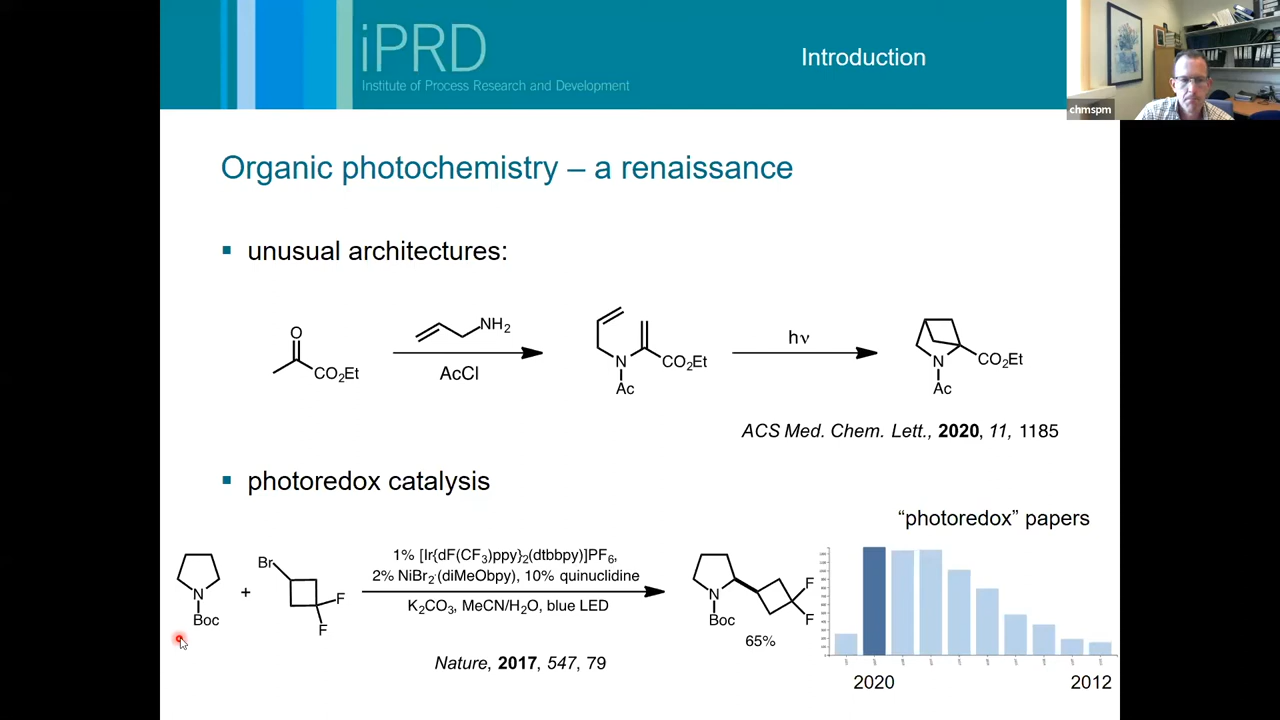 iPRD
Institute of Process Research and Development
Introduction
chmspm
Organic photochemistry – a renaissance
▪ unusual architectures:
O
CO₂Et
NH₂
AcCl
N
Ac
CO₂Et
hν
N
Ac
CO₂Et
ACS Med. Chem. Lett., 2020, 11, 1185
▪ photoredox catalysis
"photoredox" papers
N
Boc
+
Br
F
F
1% [Ir{dF(CF₃)ppy}₂(dtbbpy)]PF₆,
2% NiBr₂·(diMeObpy), 10% quinuclidine
K₂CO₃, MeCN/H₂O, blue LED
N
Boc
F
F
65%
Nature, 2017, 547, 79
2020
2012